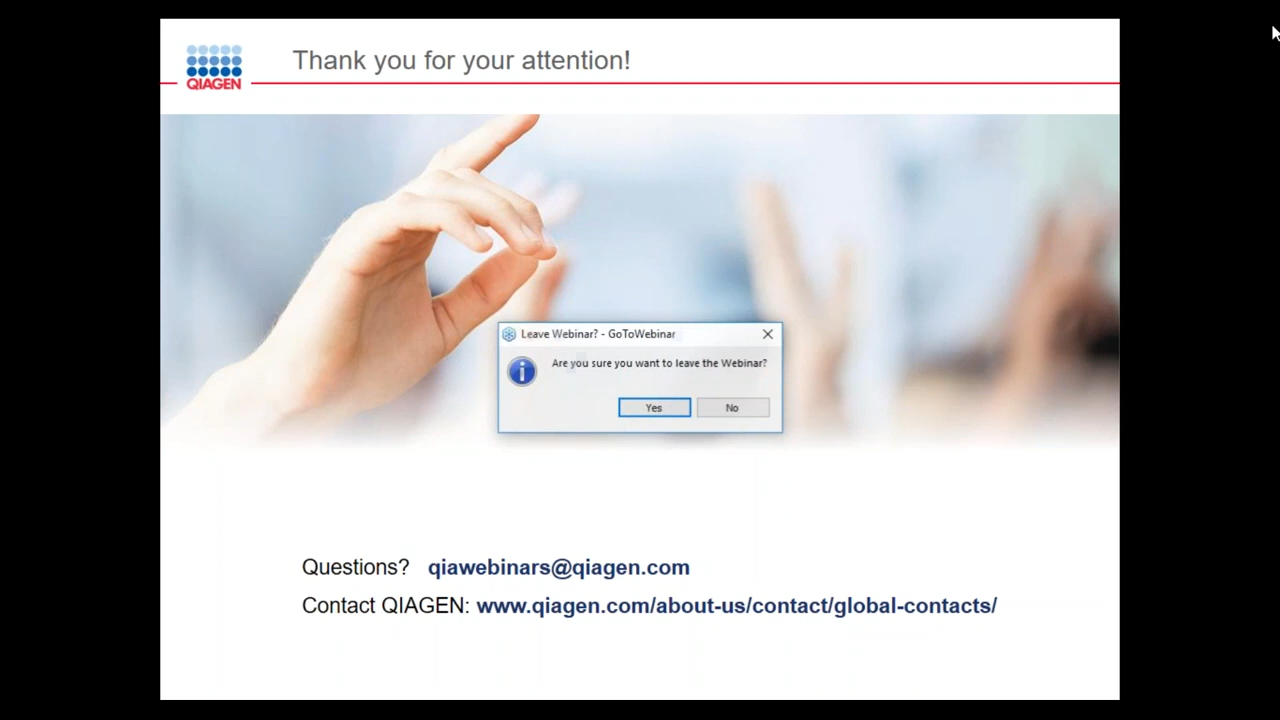 Thank you for your attention!
QIAGEN
Leave Webinar? - GoToWebinar
Are you sure you want to leave the Webinar?
Yes No
Questions? qiawebinars@qiagen.com
Contact QIAGEN: www.qiagen.com/about-us/contact/global-contacts/